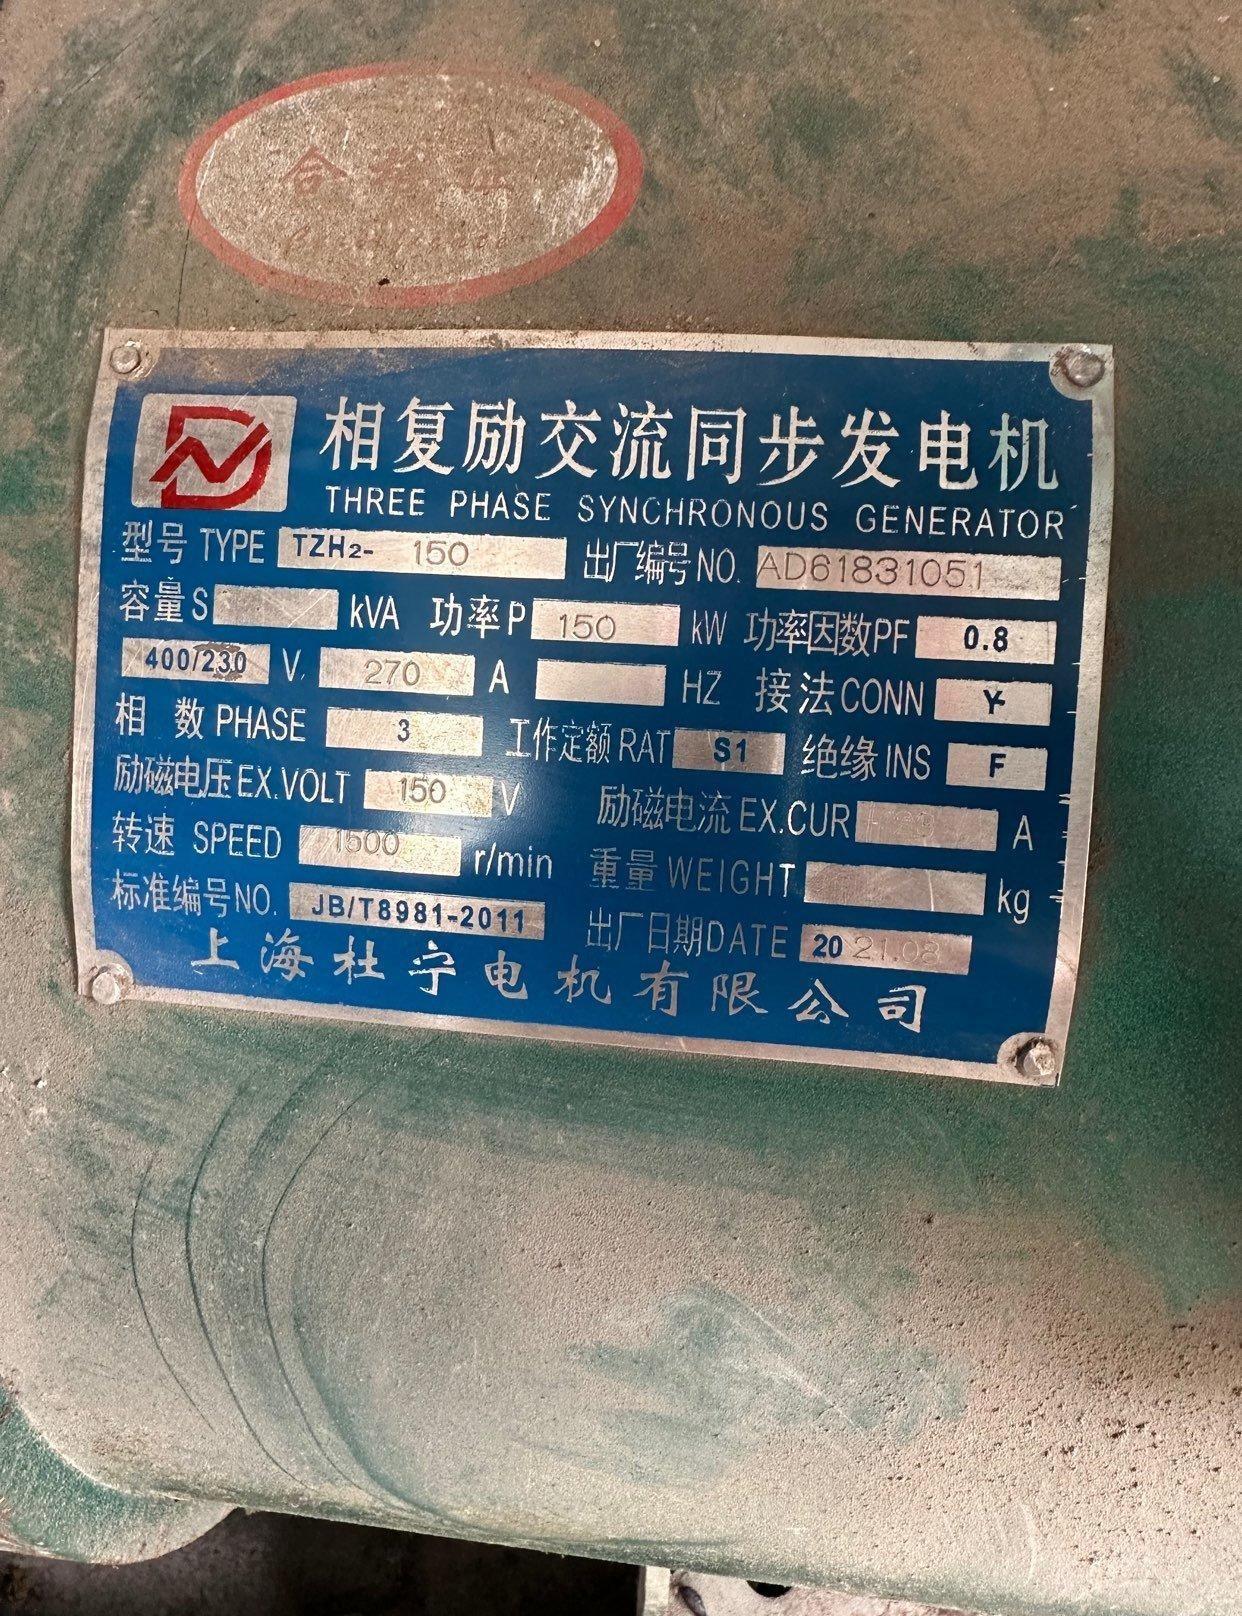 合格证
相复励交流同步发电机
THREE PHASE SYNCHRONOUS GENERATOR
型号 TYPE TZH2- 150 出厂编号 NO. AD61831051
容量 S kVA 功率 P 150 kW 功率因数 PF 0.8
400/230 V 270 A HZ 接法 CONN Y
相 数 PHASE 3 工作定额 RAT S1 绝缘 INS F
励磁电压 EX.VOLT 150 V 励磁电流 EX.CUR A
转速 SPEED 1500 r/min 重量 WEIGHT kg
标准编号 NO. JB/T8981-2011 出厂日期 DATE 2021.08
上海杜宁电机有限公司